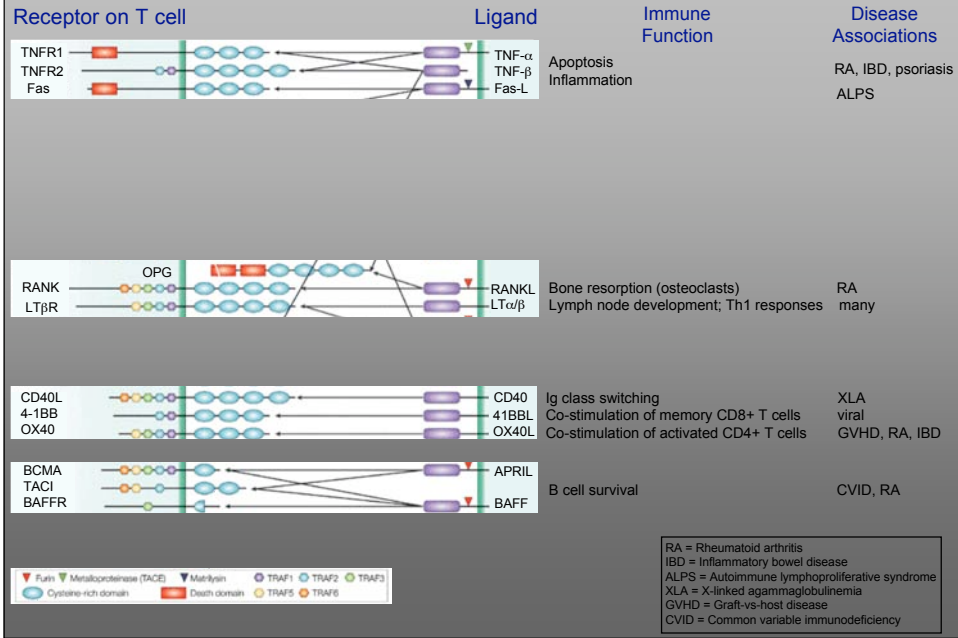 Receptor on T cell Ligand Immune Function Disease Associations
TNFR1 TNF-α
TNFR2 TNF-β
Fas Fas-L
Apoptosis
Inflammation
RA, IBD, psoriasis
ALPS
OPG
RANK RANKL Bone resorption (osteoclasts) RA
LTβR LTα/β Lymph node development; Th1 responses many
CD40L CD40 Ig class switching XLA
4-1BB 41BBL Co-stimulation of memory CD8+ T cells viral
OX40 OX40L Co-stimulation of activated CD4+ T cells GVHD, RA, IBD
BCMA APRIL
TACI B cell survival CVID, RA
BAFFR BAFF
RA = Rheumatoid arthritis
IBD = Inflammatory bowel disease
ALPS = Autoimmune lymphoproliferative syndrome
XLA = X-linked agammaglobulinemia
GVHD = Graft-vs-host disease
CVID = Common variable immunodeficiency
Furin Metalloproteinase (TACE) Matrilysin TRAF1 TRAF2 TRAF3
Cysteine-rich domain Death domain TRAF5 TRAF6